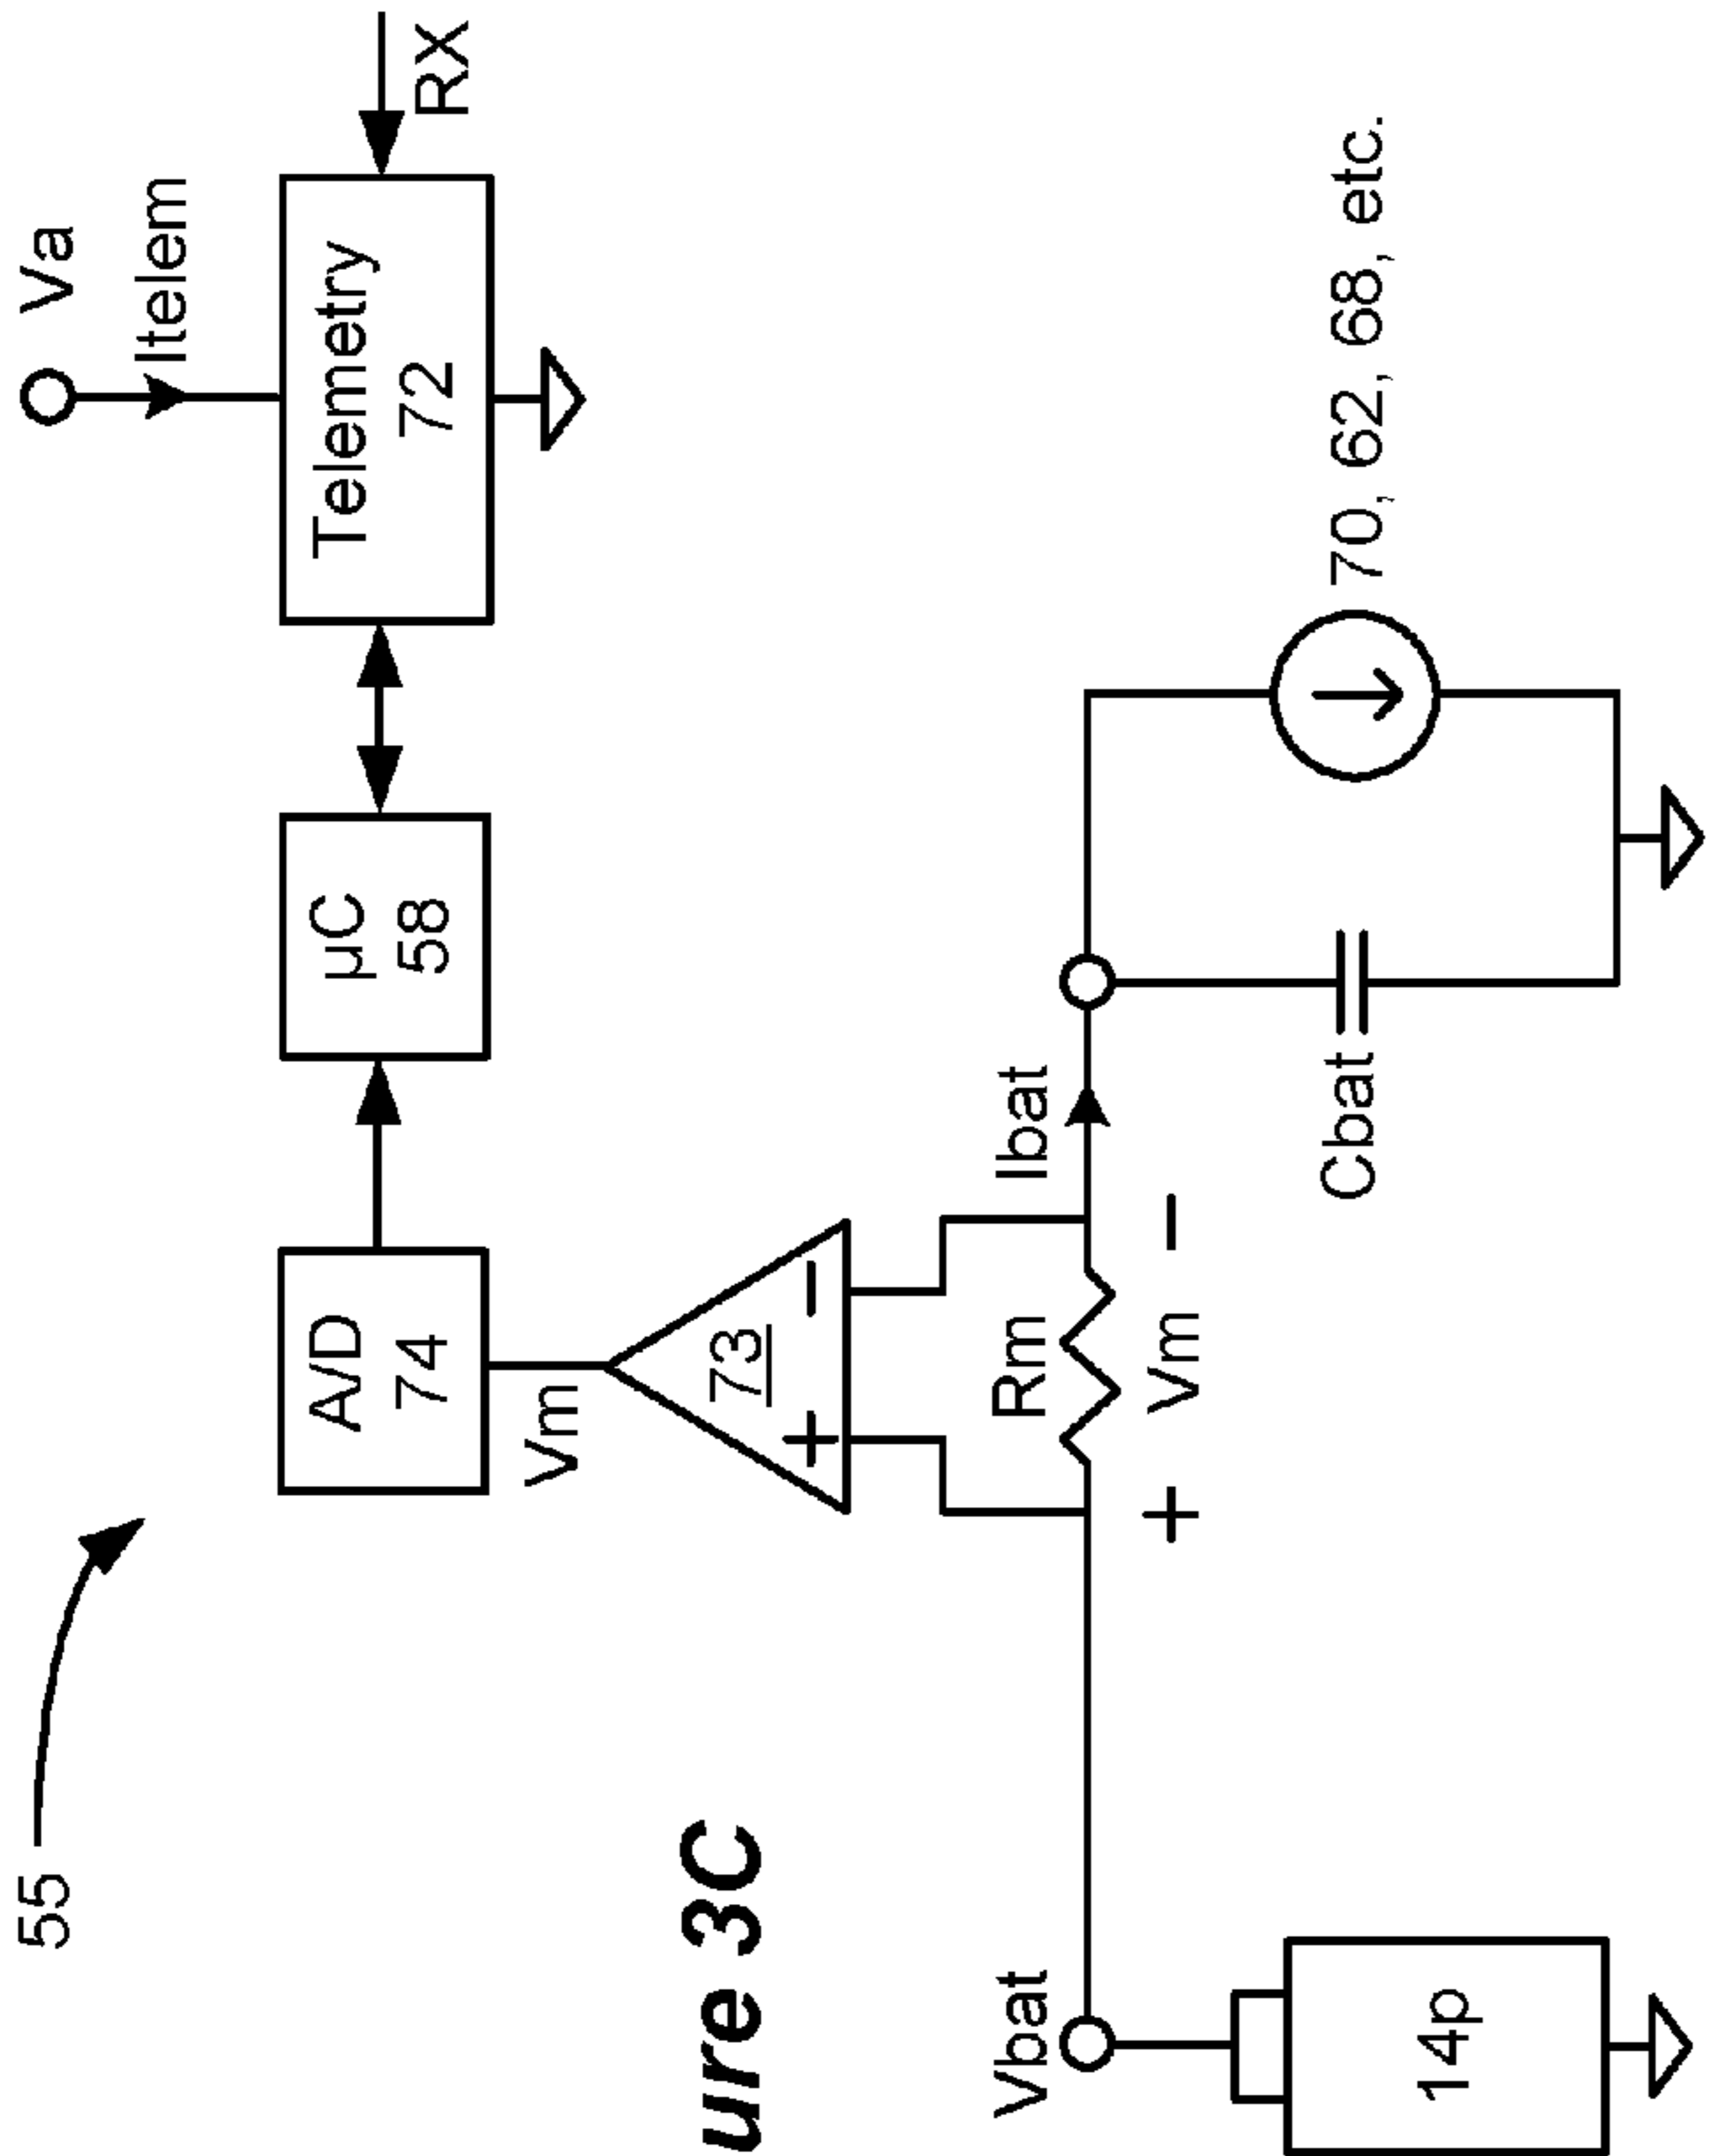 55
Va
Itelem
A/D
74
µC
58
Telemetry
72
RX
Vm
73
+
−
ure 3C
Vbat
Rm
Ibat
+
Vm
−
14p
Cbat
70, 62, 68, etc.